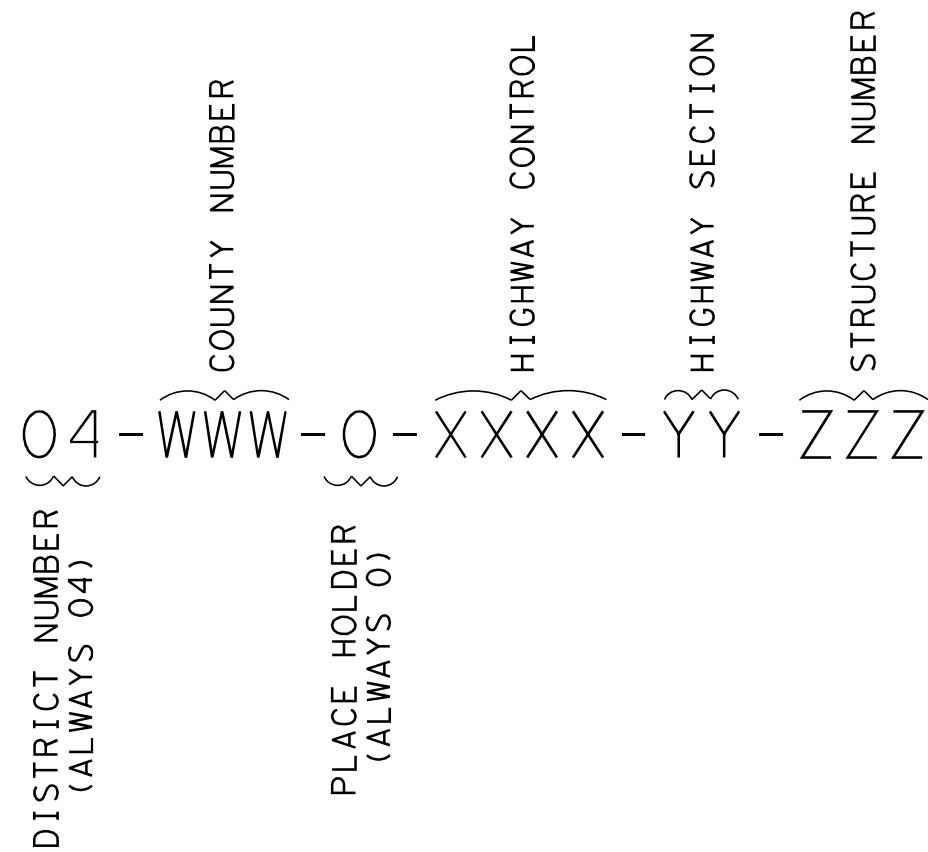 COUNTY NUMBER
HIGHWAY CONTROL
HIGHWAY SECTION
STRUCTURE NUMBER
04-WWW-0-XXXX-YY-ZZZ
DISTRICT NUMBER
(ALWAYS 04)
PLACE HOLDER
(ALWAYS 0)